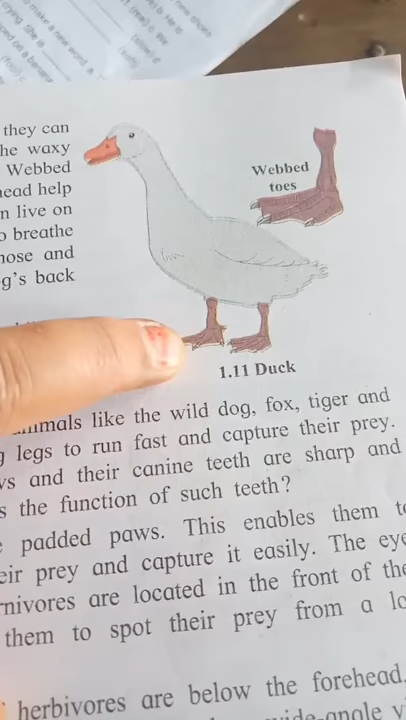 they can
he waxy
Webbed
ead help
n live on
o breathe
nose and
g's back
Webbed
toes
1.11 Duck
animals like the wild dog, fox, tiger and
g legs to run fast and capture their prey.
ws and their canine teeth are sharp and
s the function of such teeth?
e padded paws. This enables them to
eir prey and capture it easily. The eye
rnivores are located in the front of the
them to spot their prey from a lo
herbivores are below the forehead.